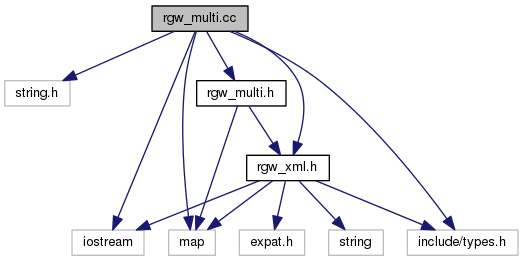 rgw_multi.cc
string.h
rgw_multi.h
rgw_xml.h
iostream
map
expat.h
string
include/types.h